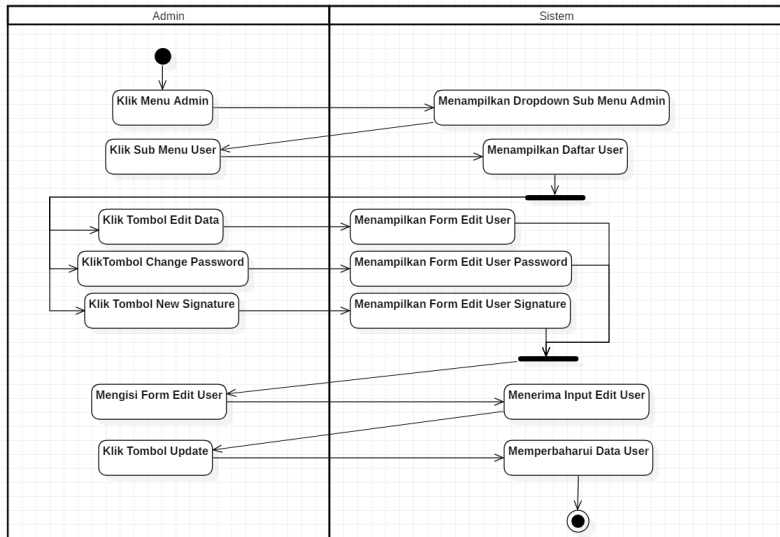 Admin
Sistem
Klik Menu Admin
Menampilkan Dropdown Sub Menu Admin
Klik Sub Menu User
Menampilkan Daftar User
Klik Tombol Edit Data
Menampilkan Form Edit User
KlikTombol Change Password
Menampilkan Form Edit User Password
Klik Tombol New Signature
Menampilkan Form Edit User Signature
Mengisi Form Edit User
Menerima Input Edit User
Klik Tombol Update
Memperbaharui Data User